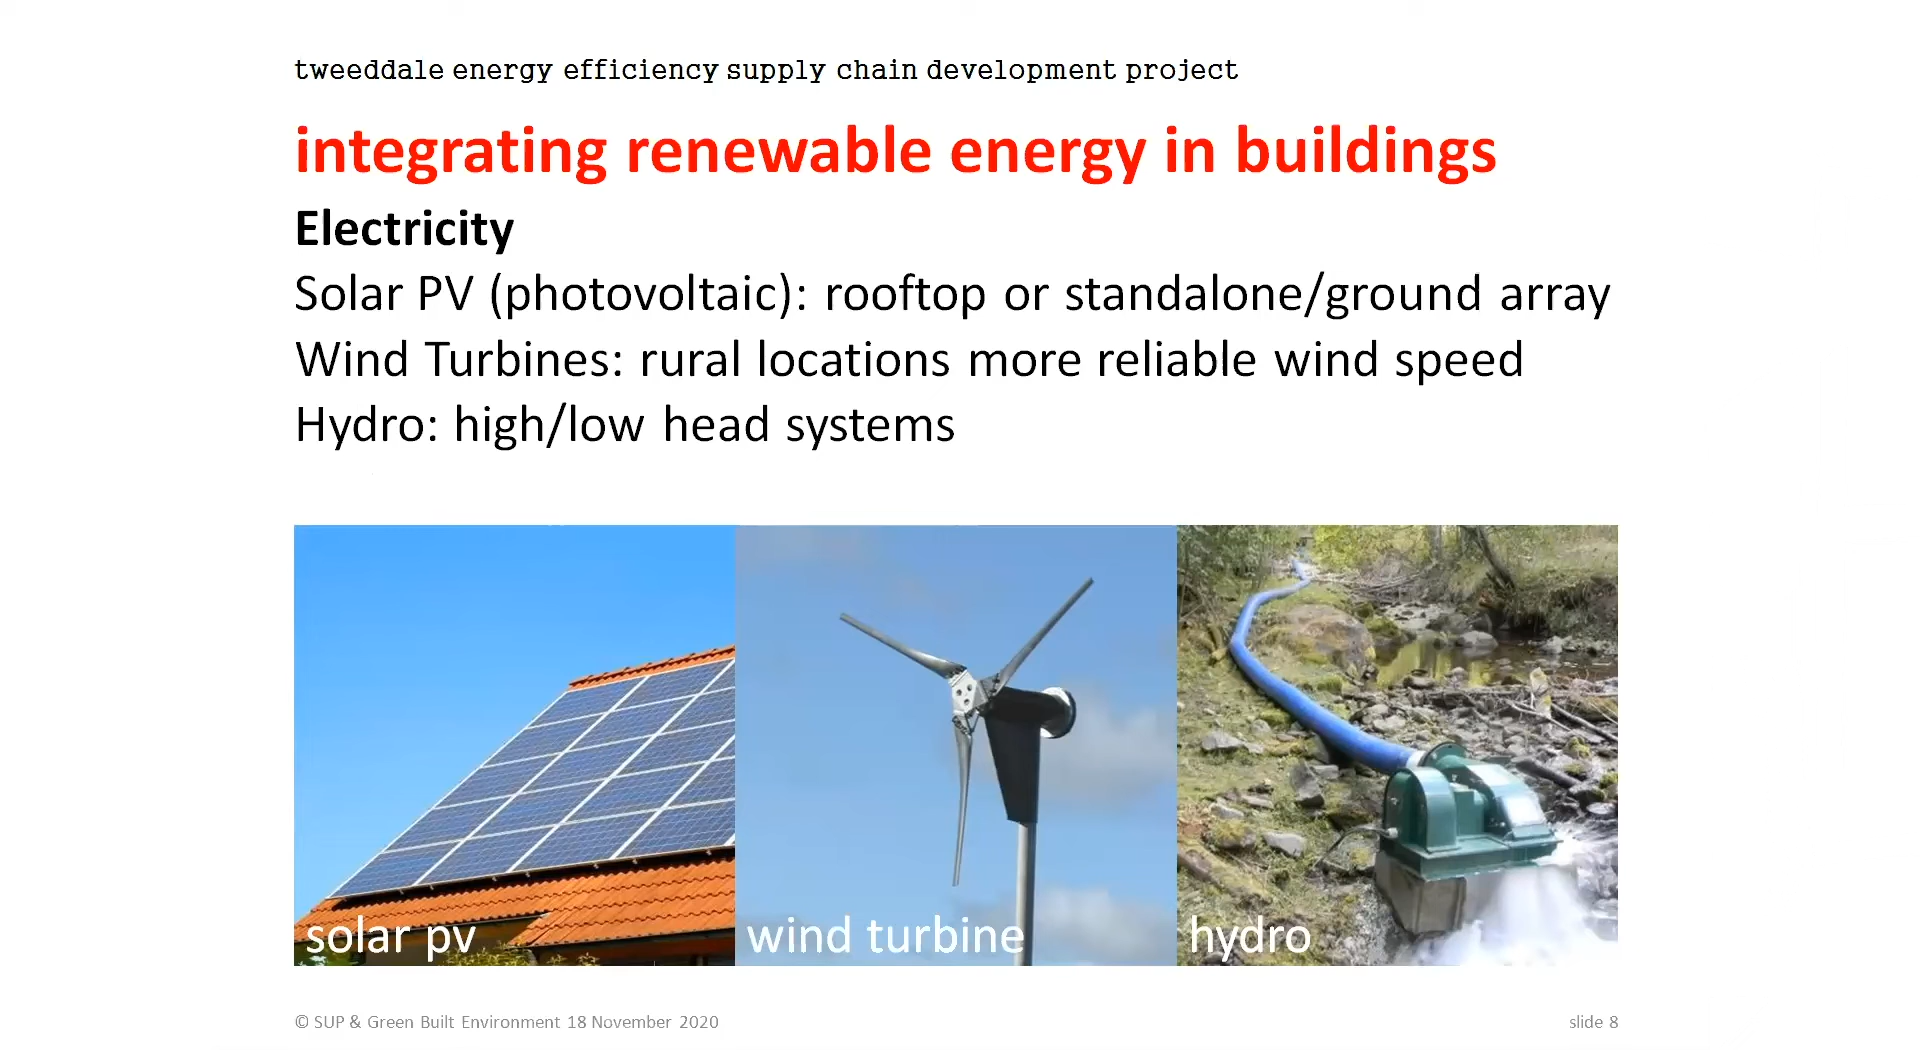 tweeddale energy efficiency supply chain development project
integrating renewable energy in buildings
Electricity
Solar PV (photovoltaic): rooftop or standalone/ground array
Wind Turbines: rural locations more reliable wind speed
Hydro: high/low head systems
solar pv
wind turbine
hydro
© SUP & Green Built Environment 18 November 2020
slide 8